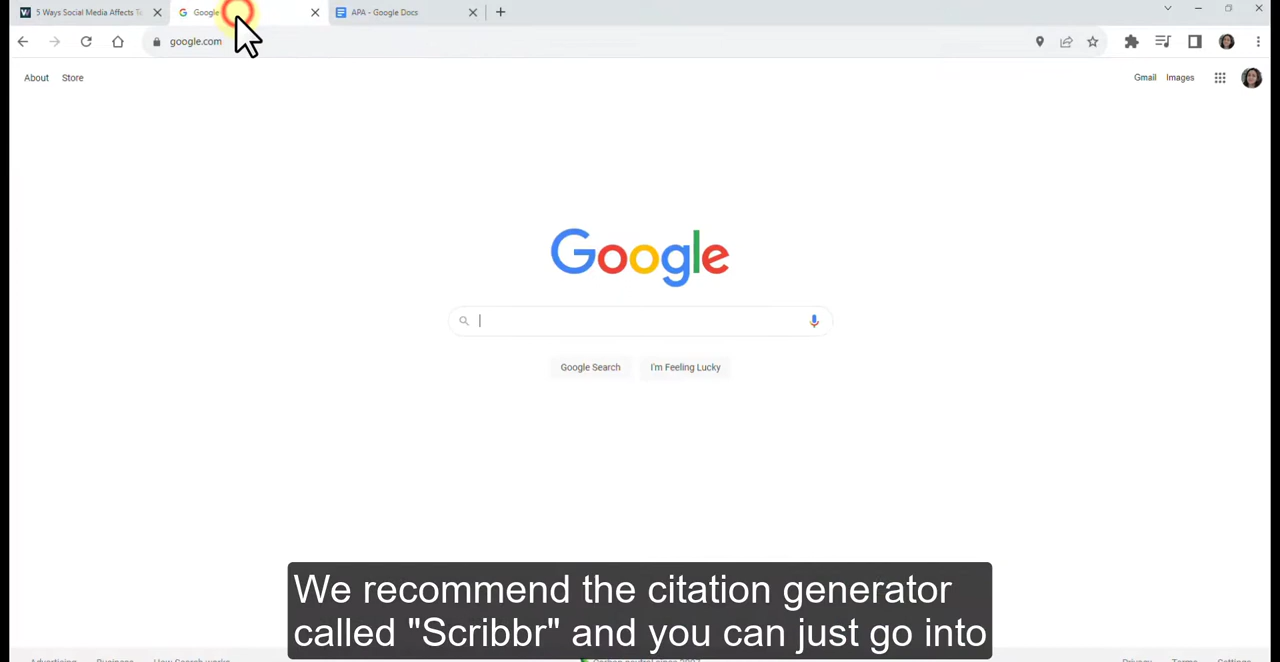 5 Ways Social Media Affects
Google
APA - Google Docs
google.com
About Store
Gmail Images
Google
Google Search I'm Feeling Lucky
We recommend the citation generator
called "Scribbr" and you can just go into